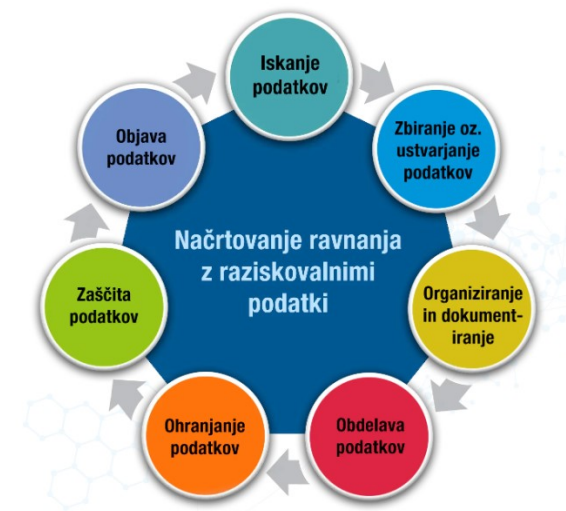 Iskanje
podatkov
Zbiranje oz.
ustvarjanje
podatkov
Organiziranje
in dokument-
iranje
Obdelava
podatkov
Ohranjanje
podatkov
Zaščita
podatkov
Objava
podatkov
Načrtovanje ravnanja
z raziskovalnimi
podatki